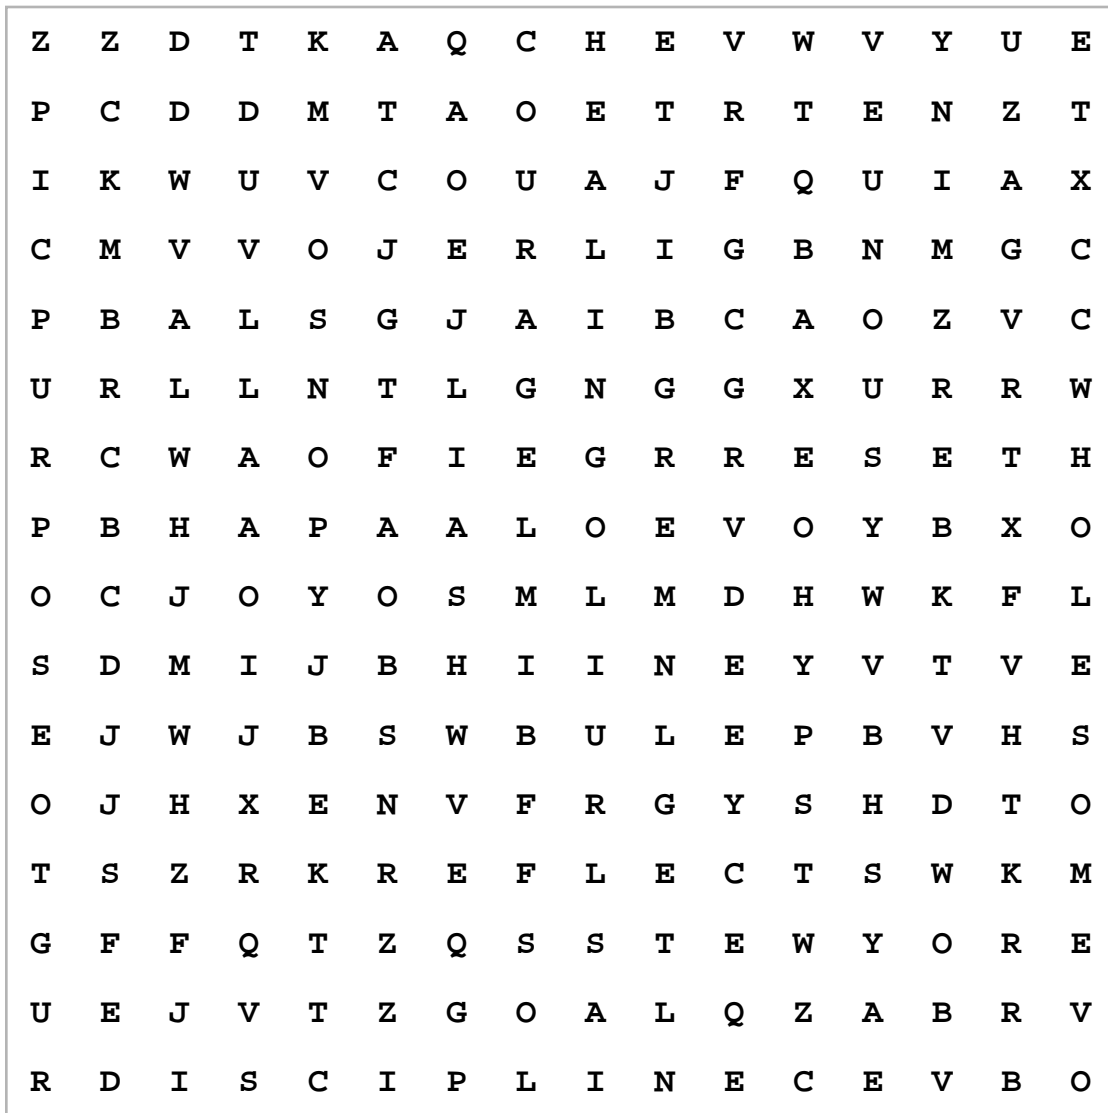 Z Z D T K A Q C H E V W V Y U E
P C D D M T A O E T R T E N Z T
I K W U V C O U A J F Q U I A X
C M V V O J E R L I G B N M G C
P B A L S G J A I B C A O Z V C
U R L L N T L G N G G X U R R W
R C W A O F I E G R R E S E T H
P B H A P A A L O E V O Y B X O
O C J O Y O S M L M D H W K F L
S D M I J B H I I N E Y V T V E
E J W J B S W B U L E P B V H S
O J H X E N V F R G Y S H D T O
T S Z R K R E F L E C T S W K M
G F F Q T Z Q S S T E W Y O R E
U E J V T Z G O A L Q Z A B R V
R D I S C I P L I N E C E V B O